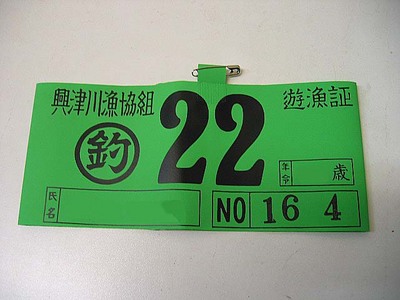 興津川漁協組 22 遊漁証
釣
年令 歳
氏名 NO 16 4